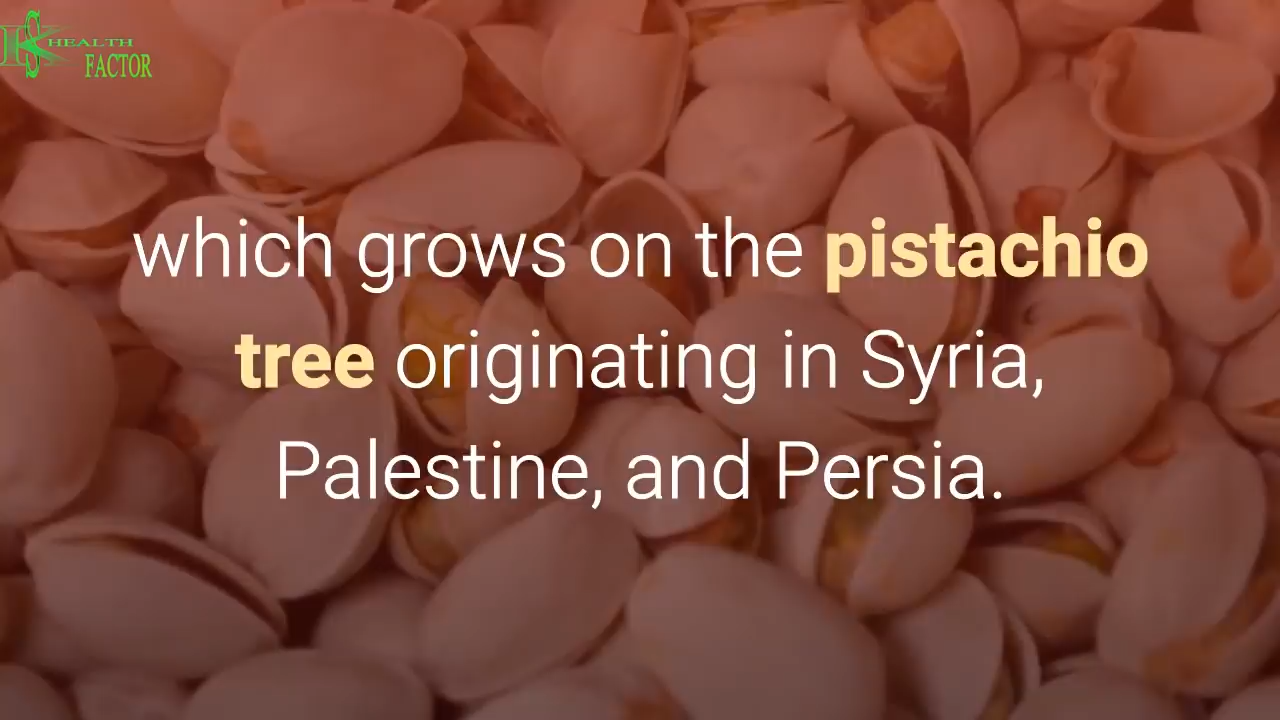 HEALTH
FACTOR
which grows on the pistachio
tree originating in Syria,
Palestine, and Persia.